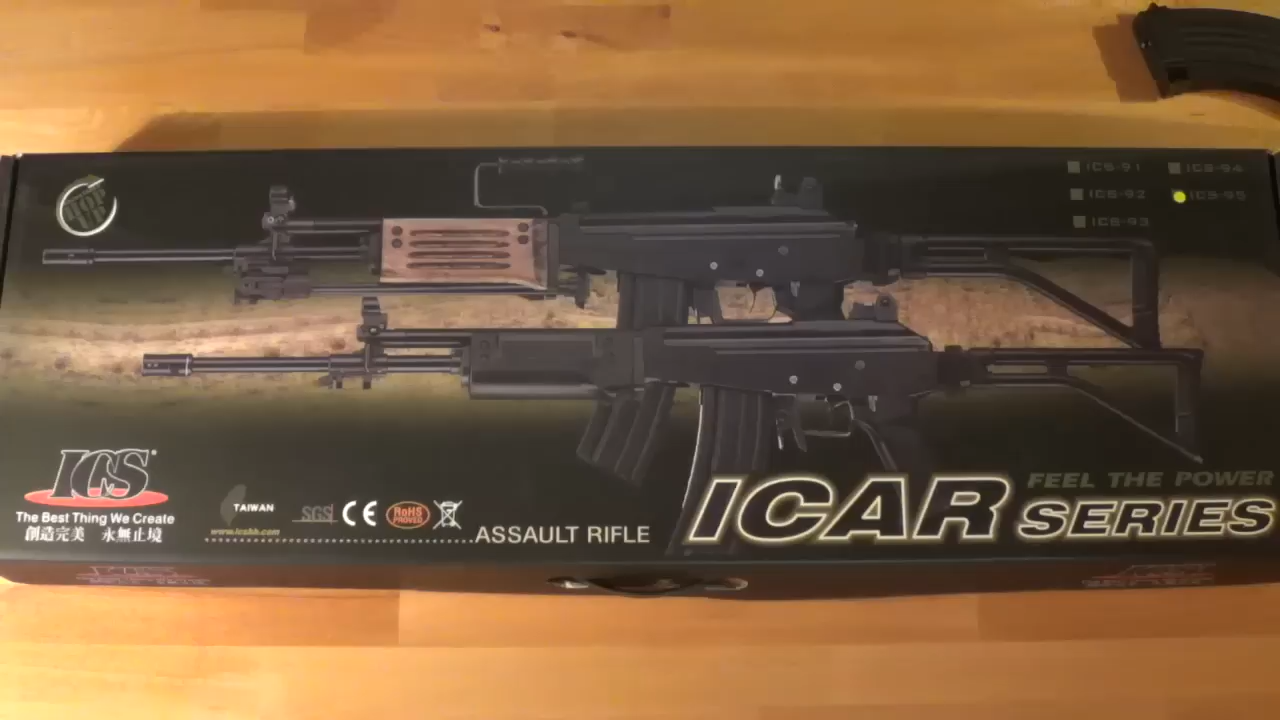 HOP UP
ICS-91
ICS-94
ICS-92
ICS-95
ICS-93
ICS
The Best Thing We Create
創造完美 永無止境
TAIWAN
www.icsbb.com
SGS
CE
RoHS
PROVED
ASSAULT RIFLE
FEEL THE POWER
ICAR SERIES